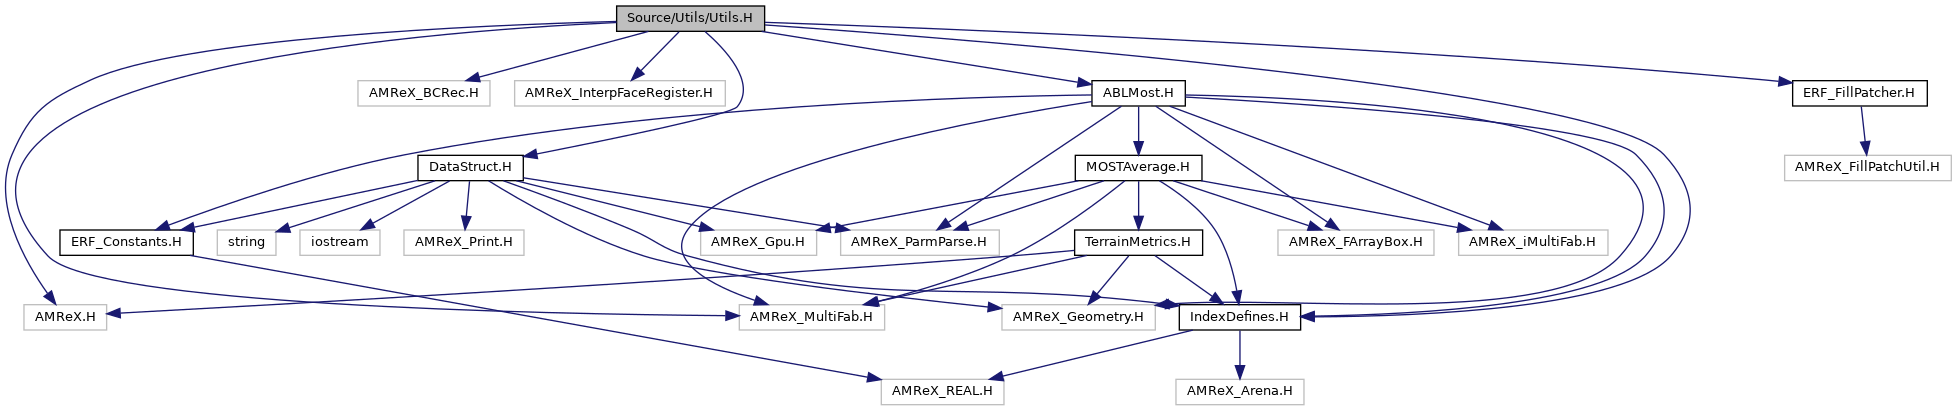 Source/Utils/Utils.H
AMReX_BCRec.H
AMReX_InterpFaceRegister.H
ABLMost.H
ERF_FillPatcher.H
DataStruct.H
MOSTAverage.H
AMReX_FillPatchUtil.H
ERF_Constants.H
string
iostream
AMReX_Print.H
AMReX_Gpu.H
AMReX_ParmParse.H
TerrainMetrics.H
AMReX_FArrayBox.H
AMReX_iMultiFab.H
AMReX.H
AMReX_MultiFab.H
AMReX_Geometry.H
IndexDefines.H
AMReX_REAL.H
AMReX_Arena.H